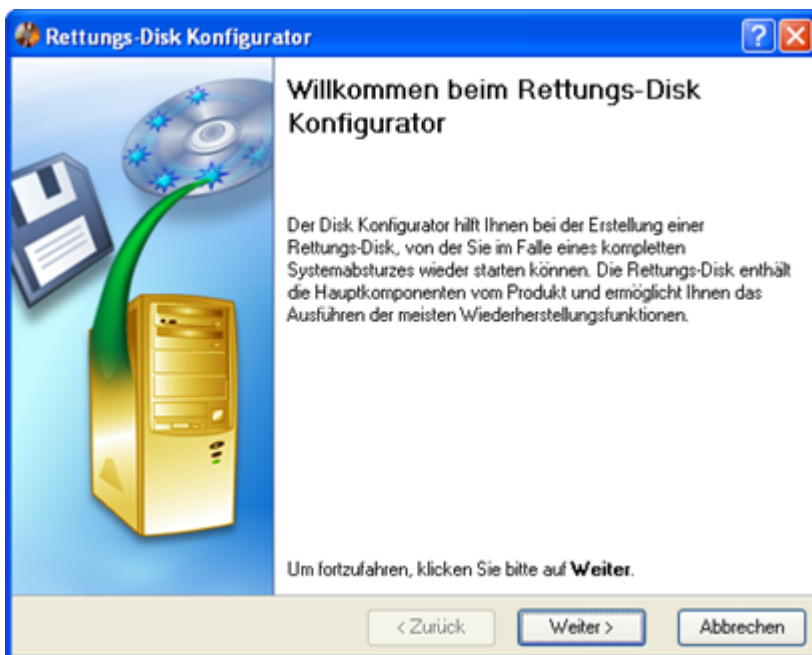 Rettungs-Disk Konfigurator
Willkommen beim Rettungs-Disk
Konfigurator
Der Disk Konfigurator hilft Ihnen bei der Erstellung einer
Rettungs-Disk, von der Sie im Falle eines kompletten
Systemabsturzes wieder starten können. Die Rettungs-Disk enthält
die Hauptkomponenten vom Produkt und ermöglicht Ihnen das
Ausführen der meisten Wiederherstellungsfunktionen.
Um fortzufahren, klicken Sie bitte auf Weiter.
< Zurück Weiter > Abbrechen